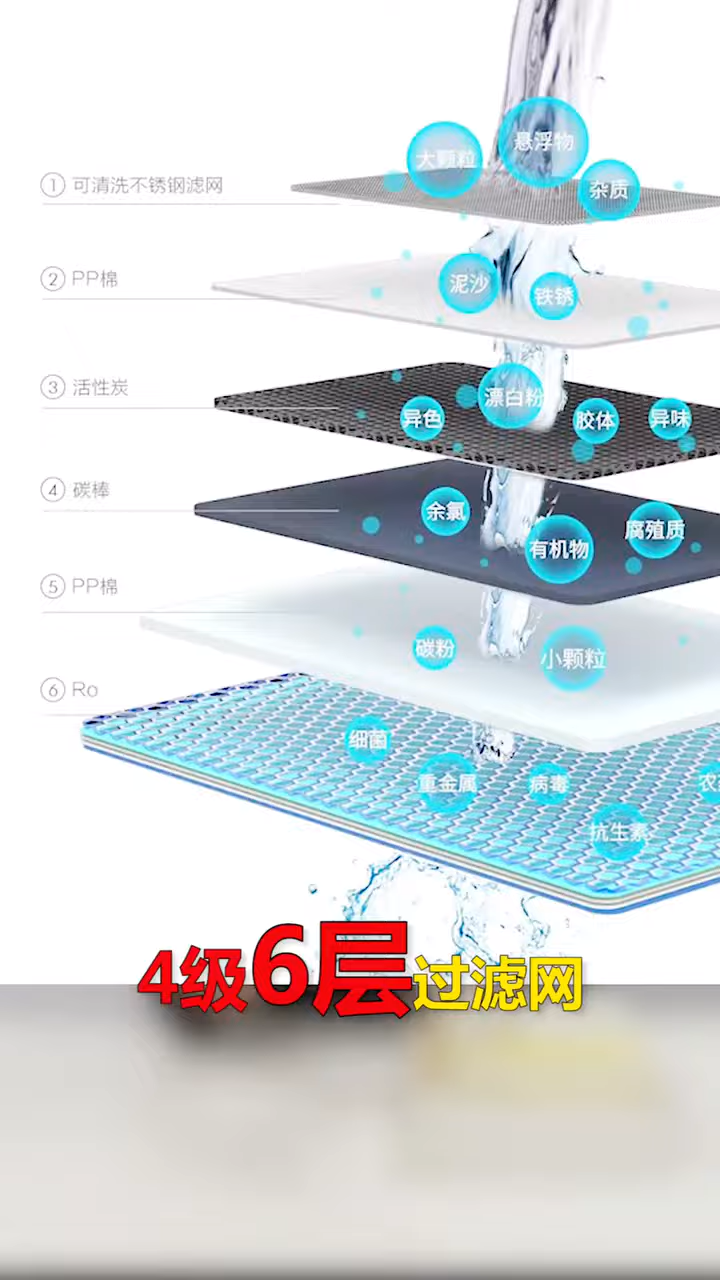 大颗粒
悬浮物
杂质
① 可清洗不锈钢滤网
泥沙
铁锈
② PP棉
漂白粉
异色
胶体
异味
③ 活性炭
余氯
有机物
腐殖质
④ 碳棒
碳粉
小颗粒
⑤ PP棉
⑥ Ro
细菌
重金属
病毒
抗生素
4级6层过滤网